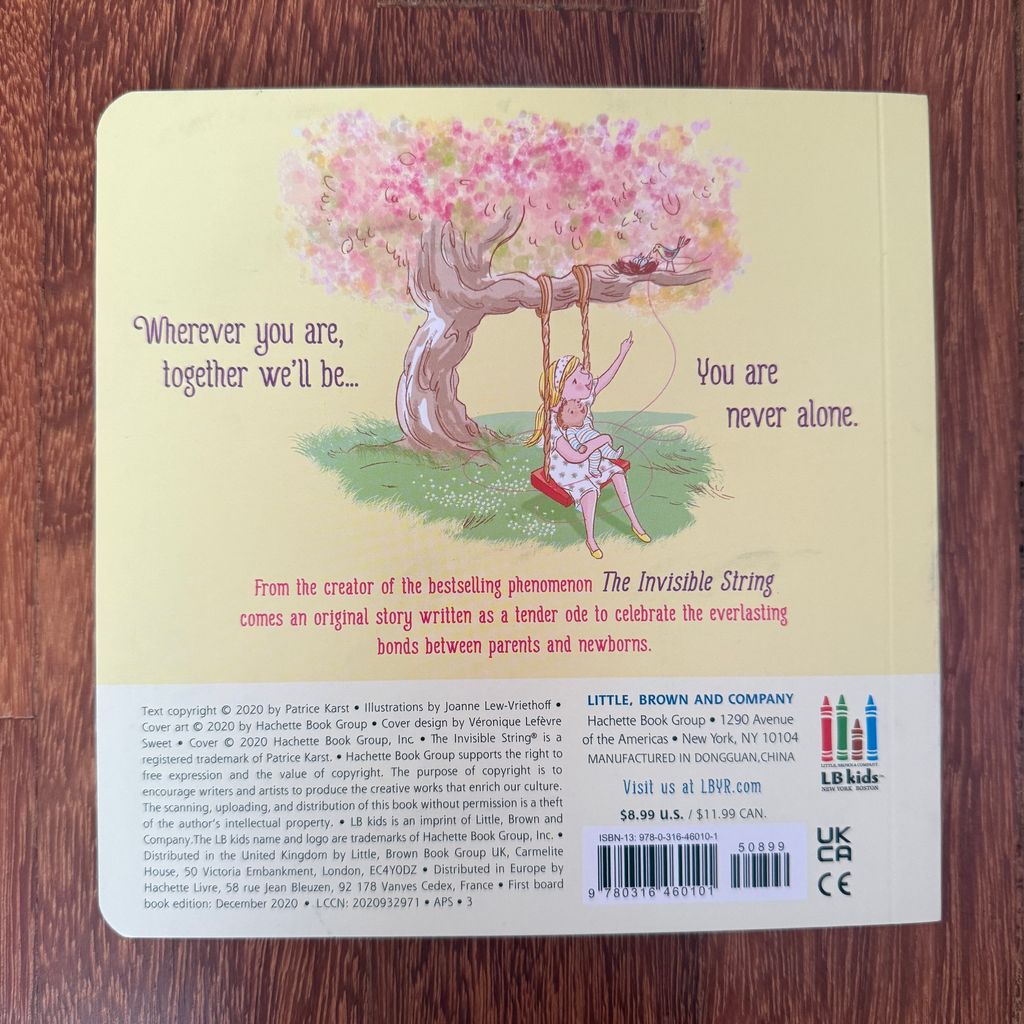 Wherever you are,
together we'll be...
You are
never alone.
From the creator of the bestselling phenomenon The Invisible String
comes an original story written as a tender ode to celebrate the everlasting
bonds between parents and newborns.
Text copyright © 2020 by Patrice Karst • Illustrations by Joanne Lew-Vriethoff •
Cover art © 2020 by Hachette Book Group • Cover design by Véronique Lefèvre
Sweet • Cover © 2020 Hachette Book Group, Inc. • The Invisible String® is a
registered trademark of Patrice Karst. • Hachette Book Group supports the right to
free expression and the value of copyright. The purpose of copyright is to
encourage writers and artists to produce the creative works that enrich our culture.
The scanning, uploading, and distribution of this book without permission is a theft
of the author's intellectual property. • LB kids is an imprint of Little, Brown and
Company.The LB kids name and logo are trademarks of Hachette Book Group, Inc. •
Distributed in the United Kingdom by Little, Brown Book Group UK, Carmelite
House, 50 Victoria Embankment, London, EC4Y0DZ • Distributed in Europe by
Hachette Livre, 58 rue Jean Bleuzen, 92 178 Vanves Cedex, France • First board
book edition: December 2020 • LCCN: 2020932971 • APS • 3
LITTLE, BROWN AND COMPANY
Hachette Book Group • 1290 Avenue
of the Americas • New York, NY 10104
MANUFACTURED IN DONGGUAN,CHINA
Visit us at LBYR.com
$8.99 U.S. / $11.99 CAN.
ISBN-13: 978-0-316-46010-1
50899
9 780316 460101
LITTLE, BROWN & COMPANY
LB kids™
NEW YORK BOSTON
UK
CA
CE